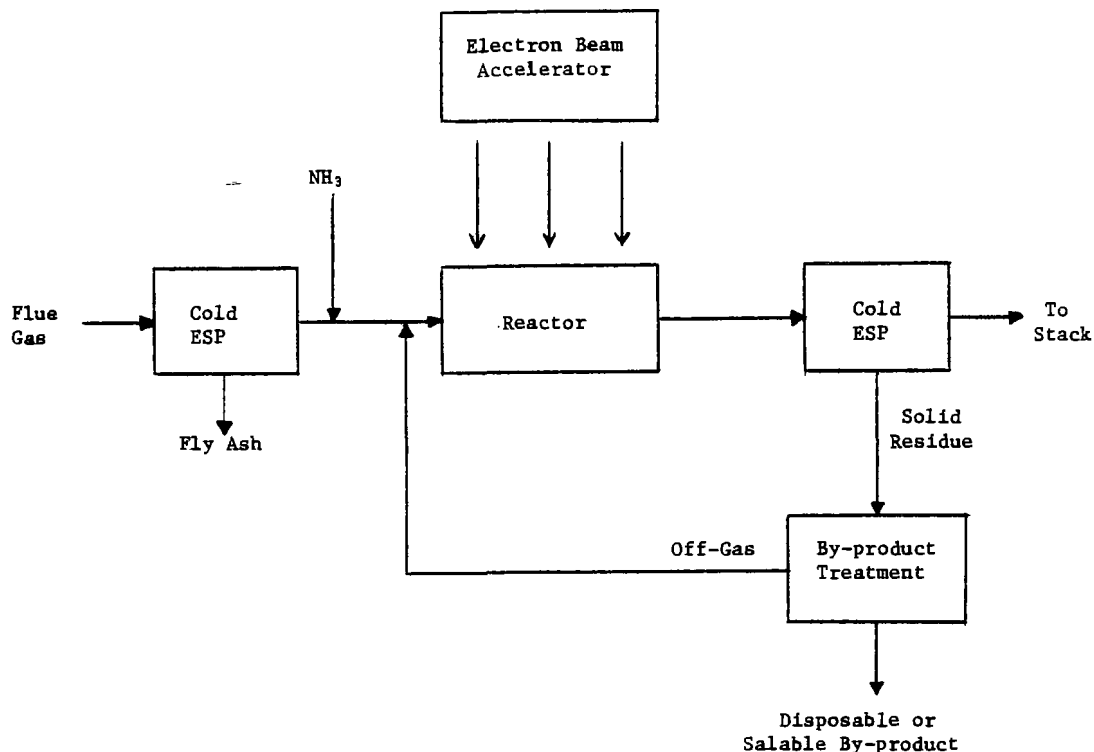 Electron Beam
Accelerator
NH₃
Flue
Gas
Cold
ESP
Reactor
Cold
ESP
To
Stack
Fly Ash
Solid
Residue
Off-Gas
By-product
Treatment
Disposable or
Salable By-product